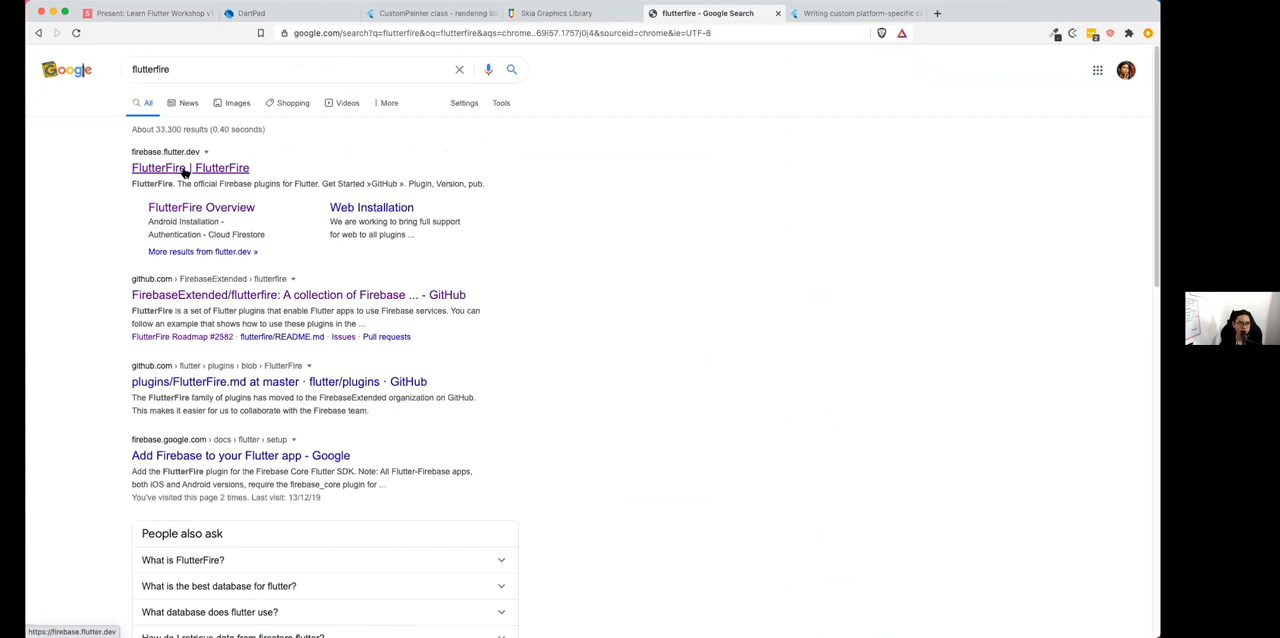 Present: Learn Flutter Workshop v1
DartPad
CustomPainter class - rendering lib
Skia Graphics Library
flutterfire - Google Search
Writing custom platform-specific co
google.com/search?q=flutterfire&oq=flutterfire&aqs=chrome..69i57.1757j0j4&sourceid=chrome&ie=UTF-8
Google
flutterfire
All
News
Images
Shopping
Videos
More
Settings
Tools
About 33,300 results (0.40 seconds)
firebase.flutter.dev
FlutterFire | FlutterFire
FlutterFire. The official Firebase plugins for Flutter. Get Started »GitHub ». Plugin, Version, pub.
FlutterFire Overview
Android Installation -
Authentication - Cloud Firestore
Web Installation
We are working to bring full support
for web to all plugins ...
More results from flutter.dev »
github.com › FirebaseExtended › flutterfire
FirebaseExtended/flutterfire: A collection of Firebase ... - GitHub
FlutterFire is a set of Flutter plugins that enable Flutter apps to use Firebase services. You can
follow an example that shows how to use these plugins in the ...
FlutterFire Roadmap #2582 · flutterfire/README.md · Issues · Pull requests
github.com › flutter › plugins › blob › FlutterFire
plugins/FlutterFire.md at master · flutter/plugins · GitHub
The FlutterFire family of plugins has moved to the FirebaseExtended organization on GitHub.
This makes it easier for us to collaborate with the Firebase team.
firebase.google.com › docs › flutter › setup
Add Firebase to your Flutter app - Google
Add the FlutterFire plugin for the Firebase Core Flutter SDK. Note: All Flutter-Firebase apps,
both iOS and Android versions, require the firebase_core plugin for ...
You've visited this page 2 times. Last visit: 13/12/19
People also ask
What is FlutterFire?
What is the best database for flutter?
What database does flutter use?
How do I retrieve data from firestore flutter?
https://firebase.flutter.dev